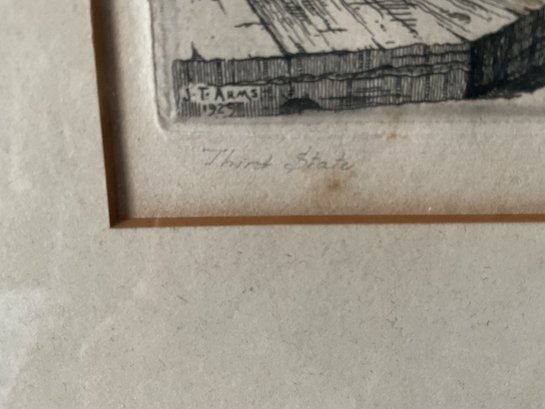 J. T. ARMS
1925
Third State